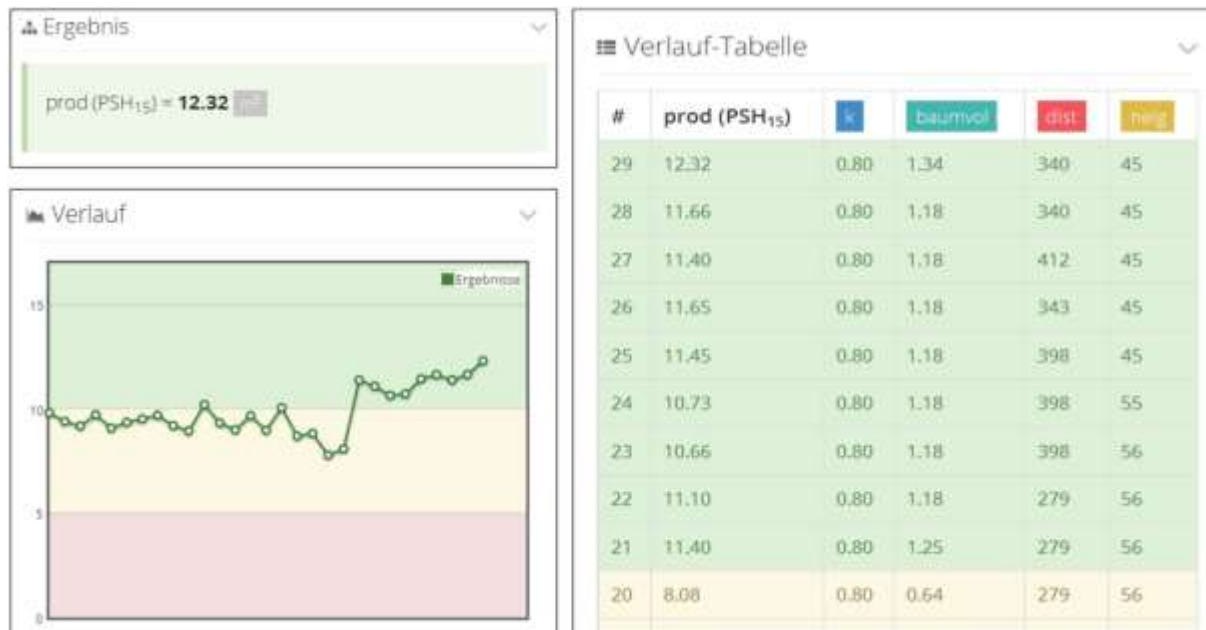 Ergebnis
prod (PSH₁₅) = 12.32
Verlauf
Ergebnisse
15
10
5
0
Verlauf-Tabelle
# prod (PSH₁₅) k baumvol dist neig
29 12.32 0.80 1.34 340 45
28 11.66 0.80 1.18 340 45
27 11.40 0.80 1.18 412 45
26 11.65 0.80 1.18 343 45
25 11.45 0.80 1.18 398 45
24 10.73 0.80 1.18 398 55
23 10.66 0.80 1.18 398 56
22 11.10 0.80 1.18 279 56
21 11.40 0.80 1.25 279 56
20 8.08 0.80 0.64 279 56